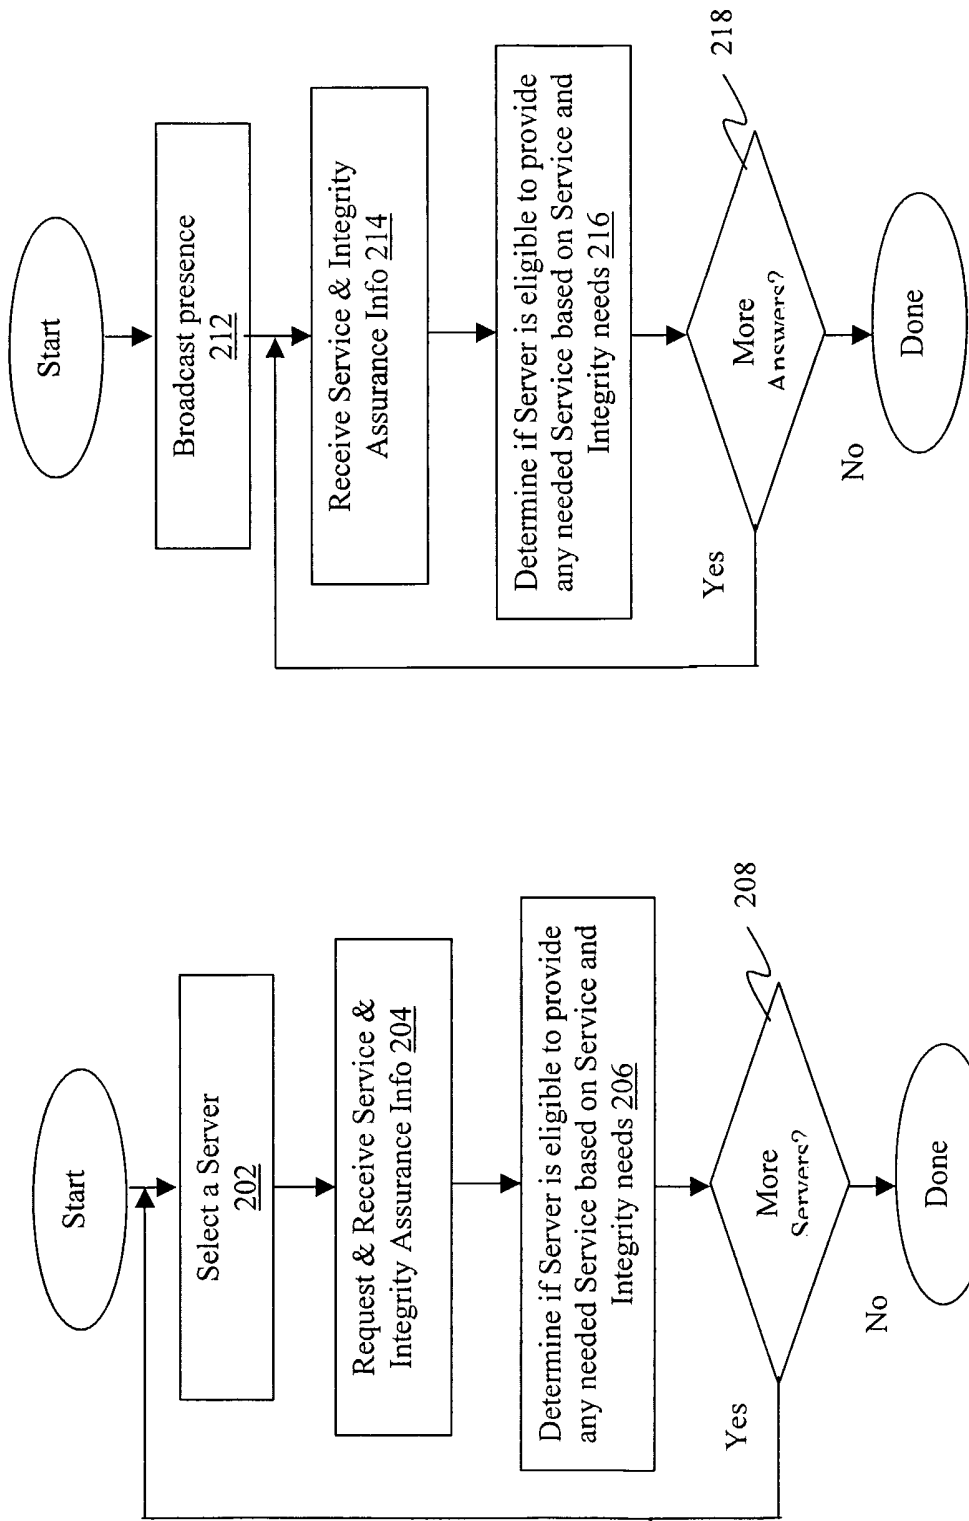 Start
Select a Server
202
Request & Receive Service &
Integrity Assurance Info 204
Determine if Server is eligible to provide
any needed Service based on Service and
Integrity needs 206
More
Servers?
208
Yes
No
Done
Start
Broadcast presence
212
Receive Service & Integrity
Assurance Info 214
Determine if Server is eligible to provide
any needed Service based on Service and
Integrity needs 216
More
Answers?
218
Yes
No
Done